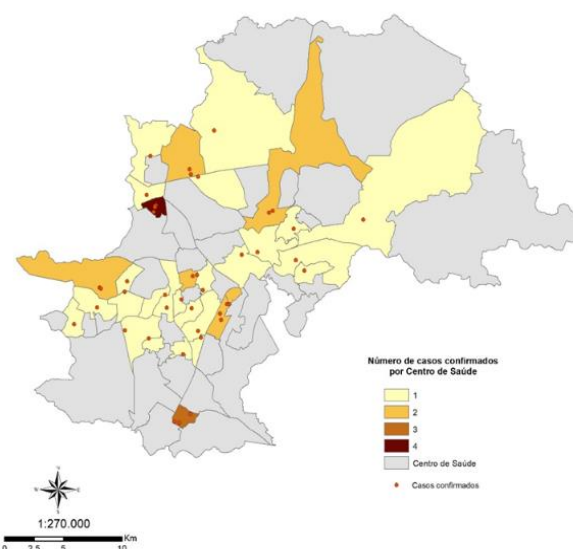 Número de casos confirmados
por Centro de Saúde
1
2
3
4
Centro de Saúde
Casos confirmados
N
1:270.000
Km
0 2,5 5 10